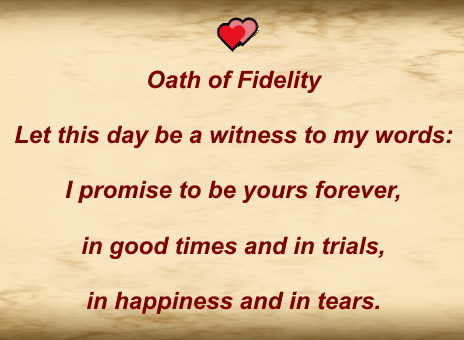 Oath of Fidelity
Let this day be a witness to my words:
I promise to be yours forever,
in good times and in trials,
in happiness and in tears.